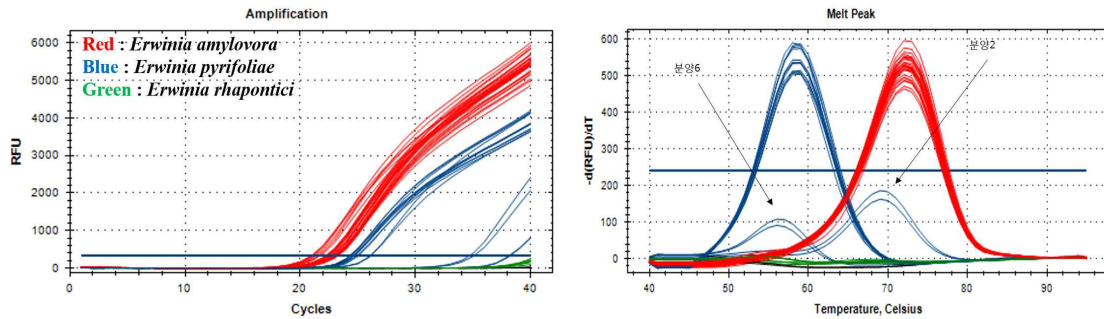 Amplification
6000
5000
4000
3000
2000
1000
0
RFU
Red : Erwinia amylovora
Blue : Erwinia pyrifoliae
Green : Erwinia rhapontici
0
10
20
30
40
Cycles
Melt Peak
600
500
400
300
200
100
0
-d(RFU)/dT
분양6
분양2
40
50
60
70
80
90
Temperature, Celsius